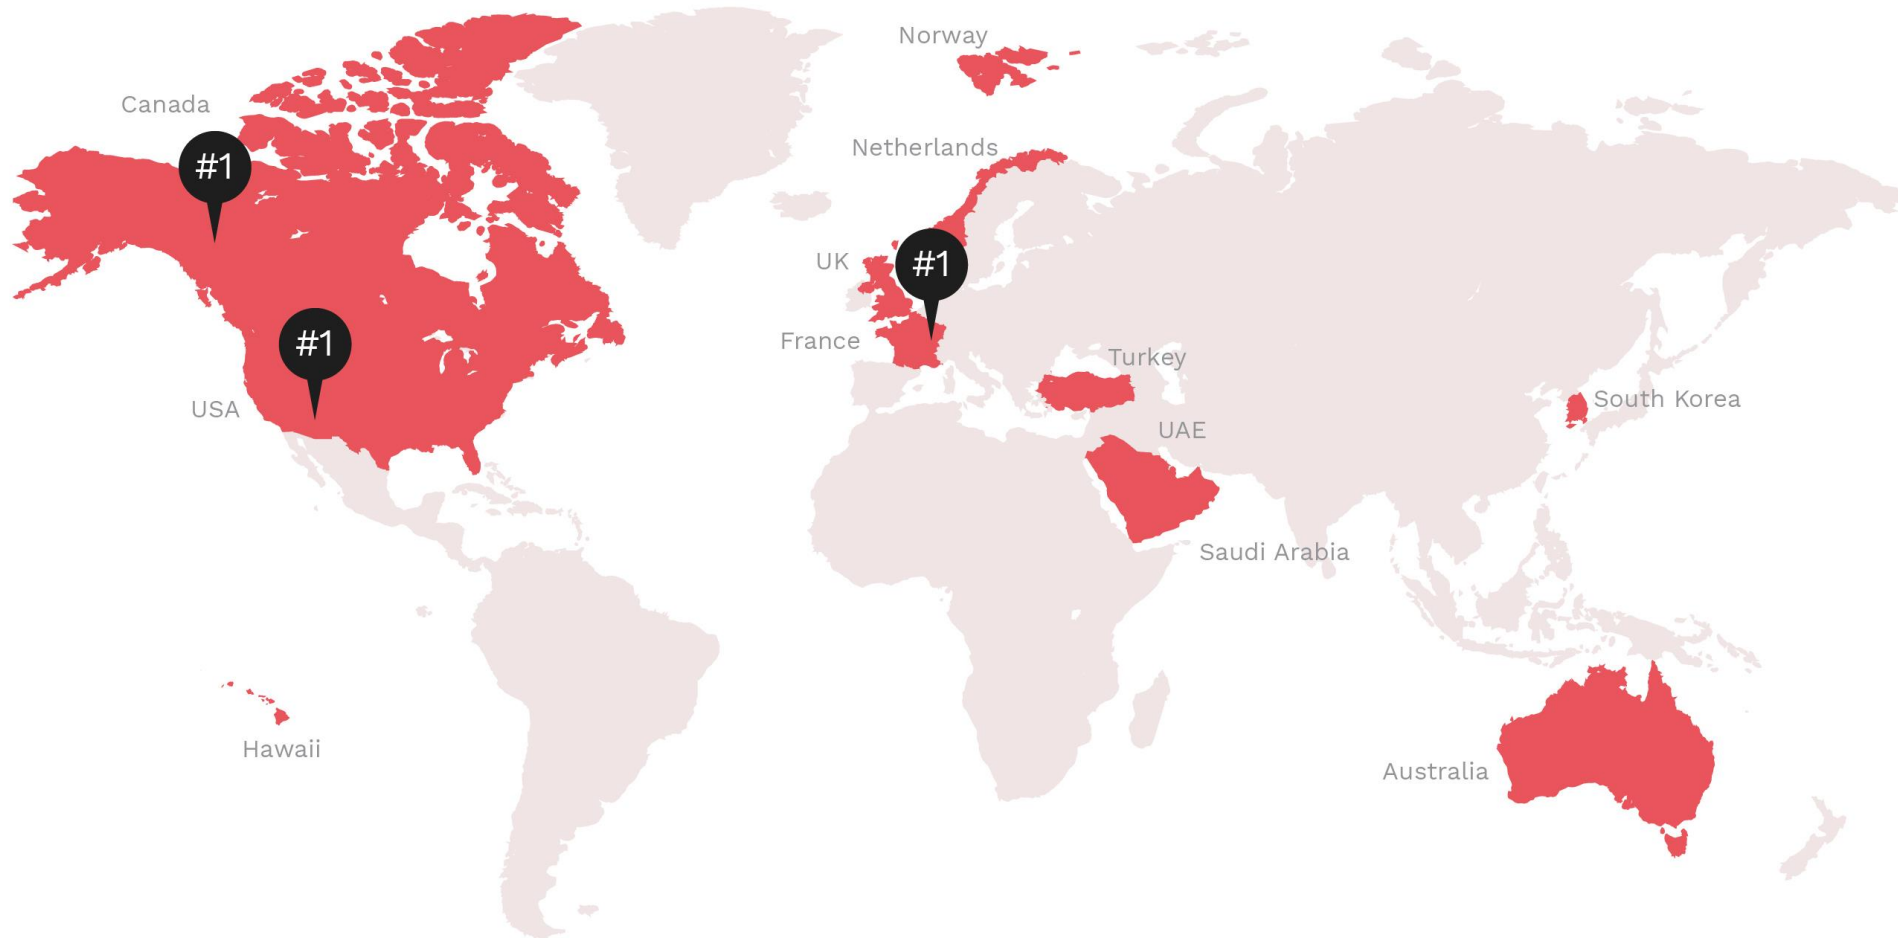 Norway
Canada
Netherlands
#1
UK
#1
#1
France
Turkey
USA
South Korea
UAE
Saudi Arabia
Hawaii
Australia